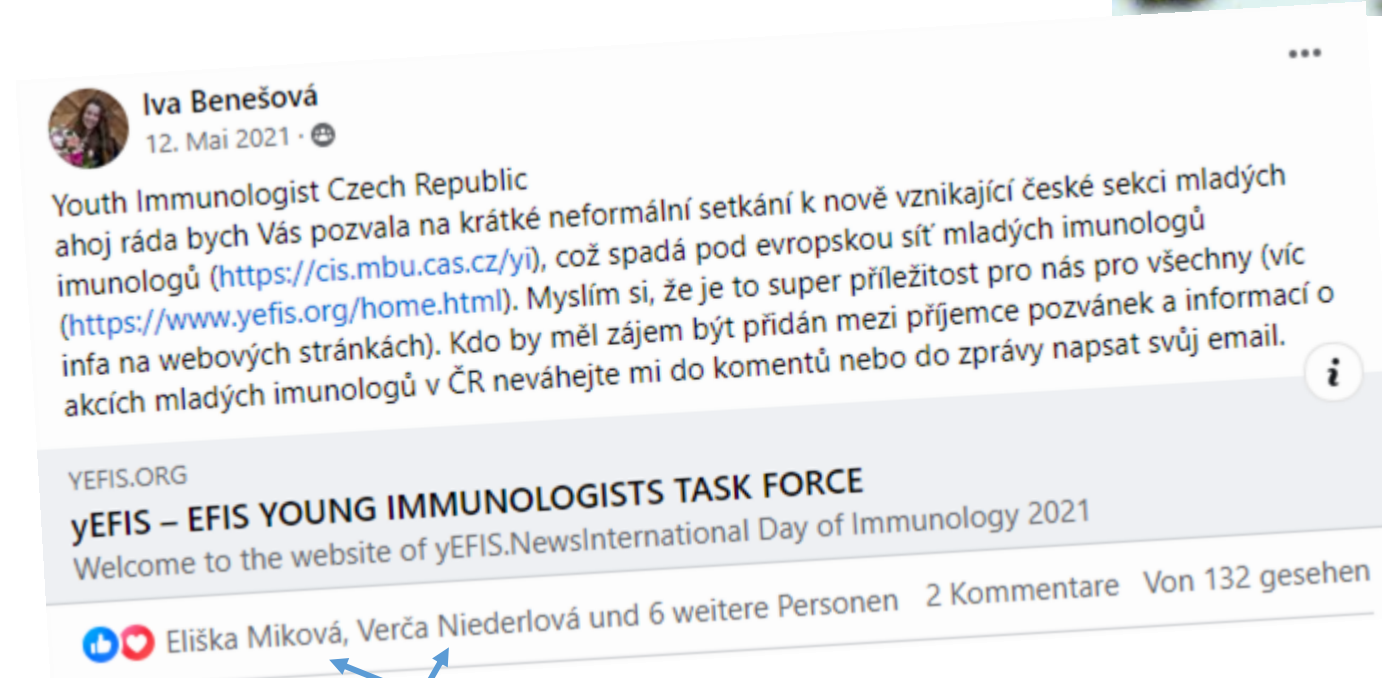 Iva Benešová
12. Mai 2021 ·
Youth Immunologist Czech Republic
ahoj ráda bych Vás pozvala na krátké neformální setkání k nově vznikající české sekci mladých
imunologů (https://cis.mbu.cas.cz/yi), což spadá pod evropskou síť mladých imunologů
(https://www.yefis.org/home.html). Myslím si, že je to super příležitost pro nás pro všechny (víc
infa na webových stránkách). Kdo by měl zájem být přidán mezi příjemce pozvánek a informací o
akcích mladých imunologů v ČR neváhejte mi do komentů nebo do zprávy napsat svůj email.
YEFIS.ORG
yEFIS – EFIS YOUNG IMMUNOLOGISTS TASK FORCE
Welcome to the website of yEFIS.NewsInternational Day of Immunology 2021
Eliška Miková, Verča Niederlová und 6 weitere Personen 2 Kommentare Von 132 gesehen